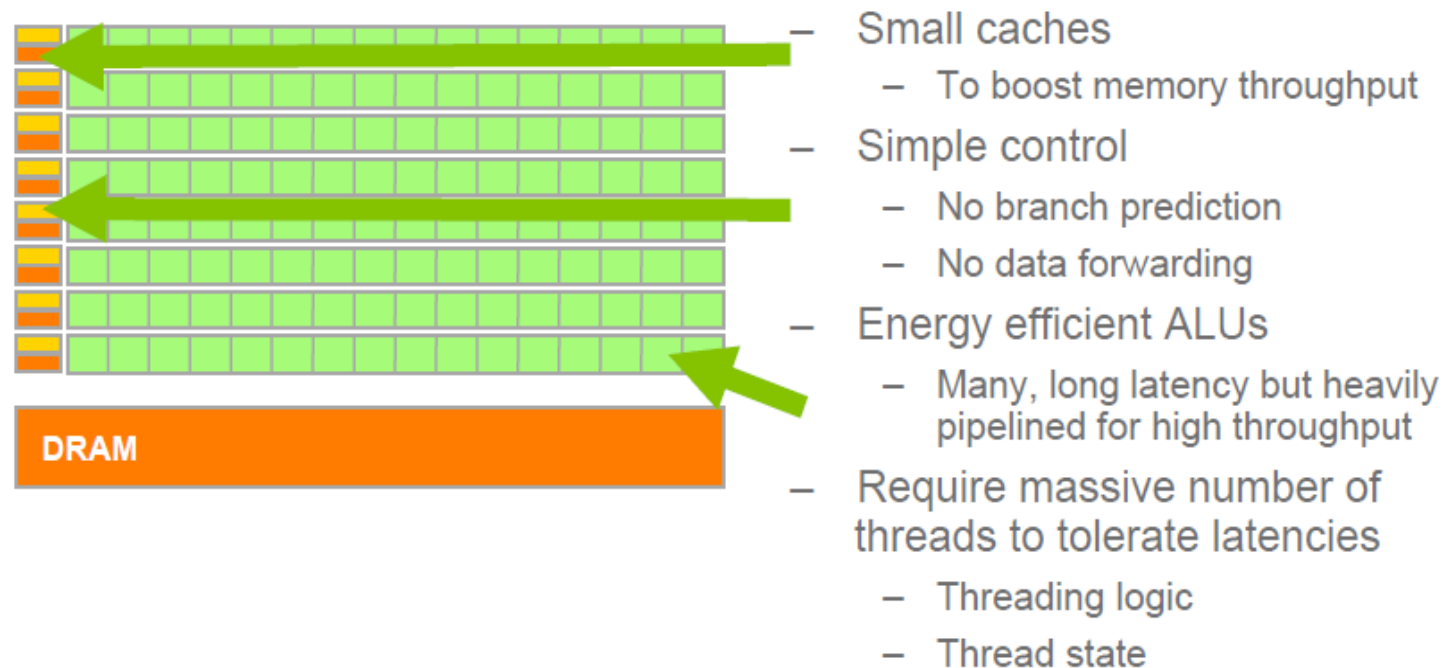 – Small caches
– To boost memory throughput
– Simple control
– No branch prediction
– No data forwarding
– Energy efficient ALUs
– Many, long latency but heavily
pipelined for high throughput
– Require massive number of
threads to tolerate latencies
– Threading logic
– Thread state
DRAM